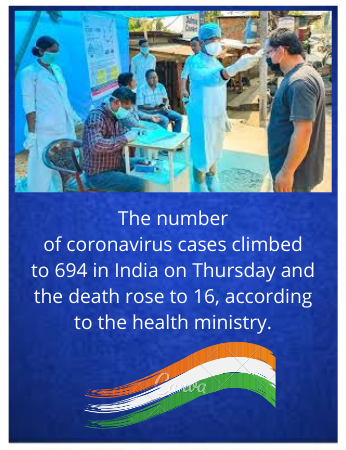 The number
of coronavirus cases climbed
to 694 in India on Thursday and
the death rose to 16, according
to the health ministry.
Canva